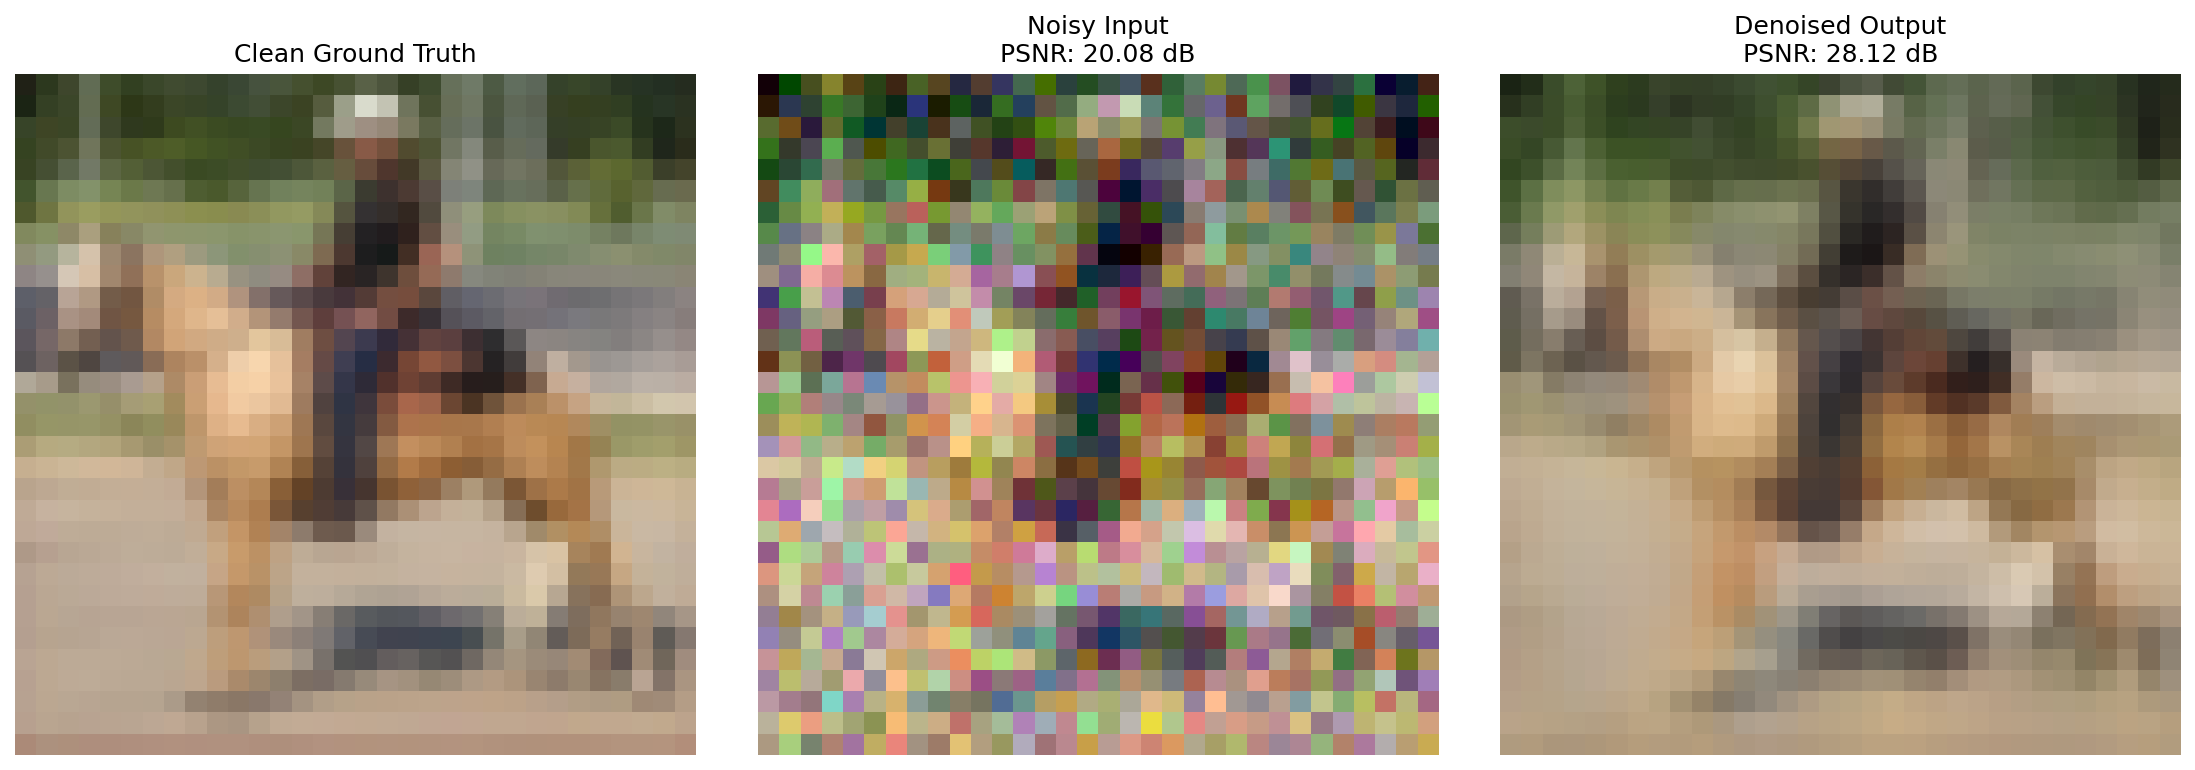 Clean Ground Truth
Noisy Input
PSNR: 20.08 dB
Denoised Output
PSNR: 28.12 dB